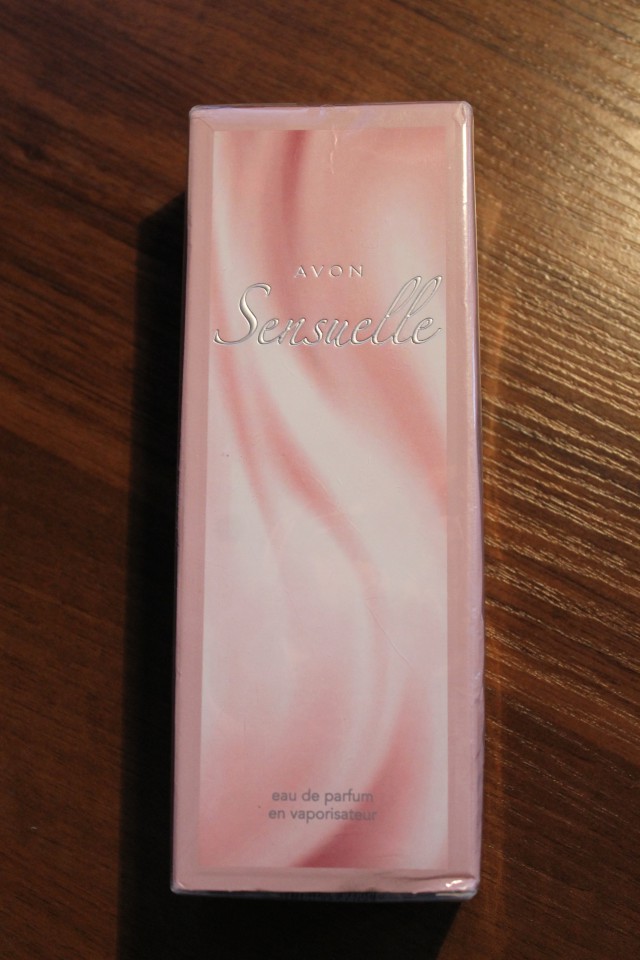 AVON
Sensuelle
eau de parfum
en vaporisateur